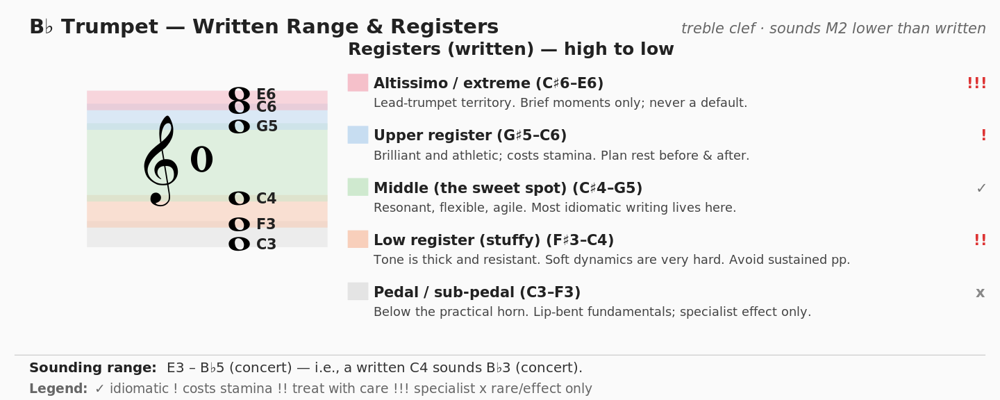 B♭ Trumpet — Written Range & Registers
treble clef · sounds M2 lower than written
Registers (written) — high to low
E6
C6
G5
C4
F3
C3
Altissimo / extreme (C♯6–E6)
!!!
Lead-trumpet territory. Brief moments only; never a default.
Upper register (G♯5–C6)
!
Brilliant and athletic; costs stamina. Plan rest before & after.
Middle (the sweet spot) (C♯4–G5)
✓
Resonant, flexible, agile. Most idiomatic writing lives here.
Low register (stuffy) (F♯3–C4)
!!
Tone is thick and resistant. Soft dynamics are very hard. Avoid sustained pp.
Pedal / sub-pedal (C3–F3)
x
Below the practical horn. Lip-bent fundamentals; specialist effect only.
Sounding range: E3 – B♭5 (concert) — i.e., a written C4 sounds B♭3 (concert).
Legend: ✓ idiomatic ! costs stamina !! treat with care !!! specialist x rare/effect only